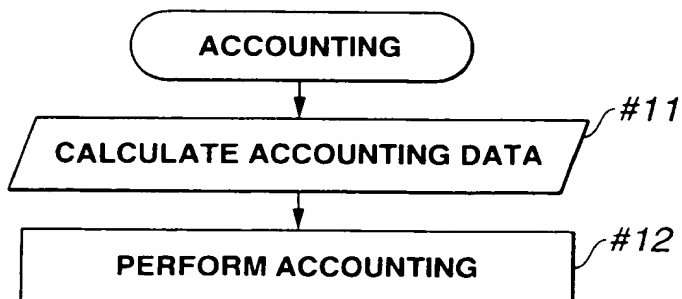 ACCOUNTING
#11
CALCULATE ACCOUNTING DATA
#12
PERFORM ACCOUNTING